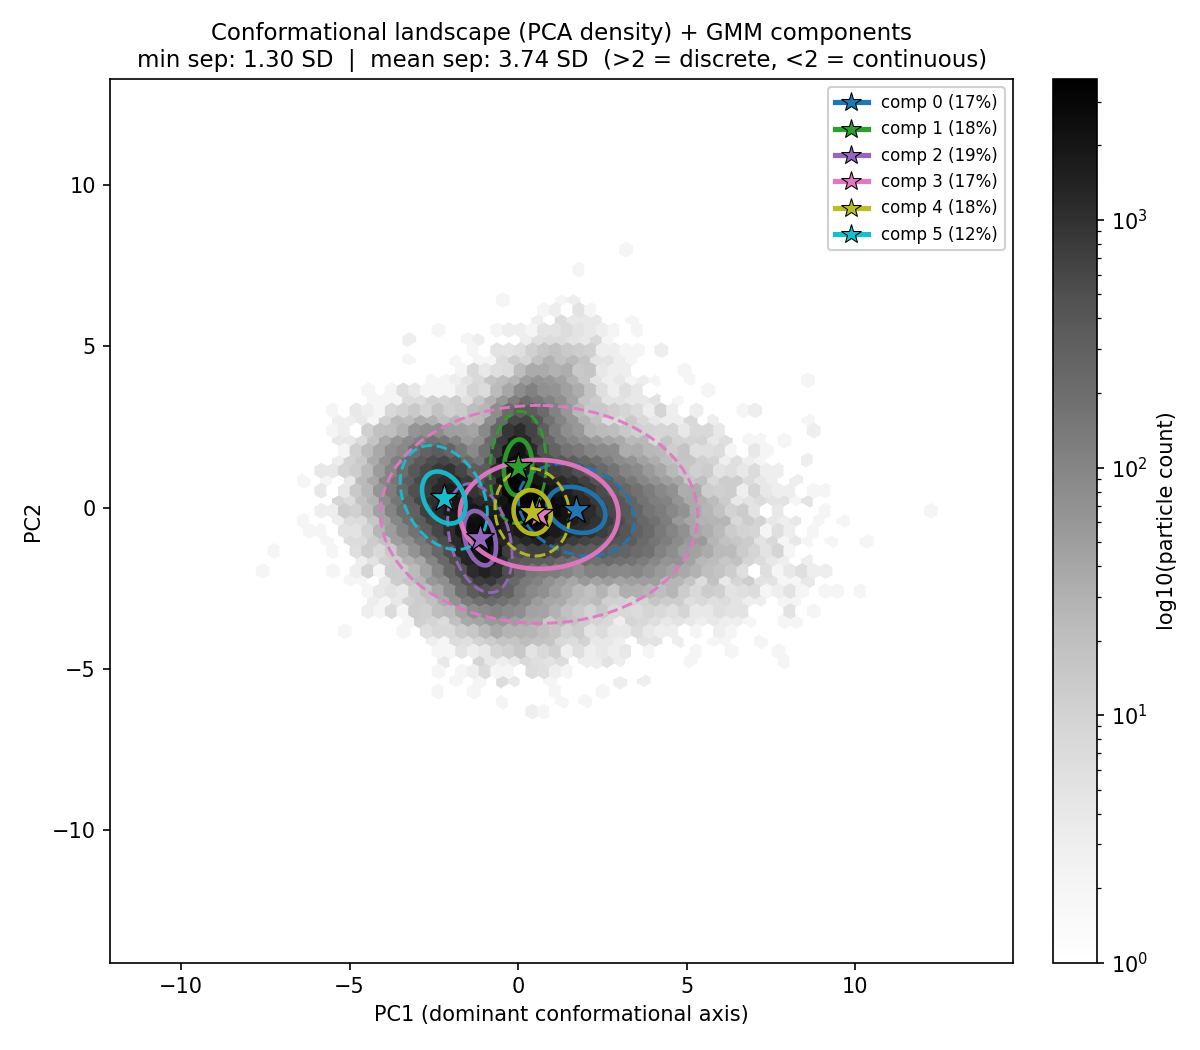 Conformational landscape (PCA density) + GMM components
min sep: 1.30 SD | mean sep: 3.74 SD (>2 = discrete, <2 = continuous)
comp 0 (17%)
comp 1 (18%)
comp 2 (19%)
comp 3 (17%)
comp 4 (18%)
comp 5 (12%)
10
5
0
−5
−10
PC2
−10
−5
0
5
10
PC1 (dominant conformational axis)
10³
10²
10¹
10⁰
log10(particle count)